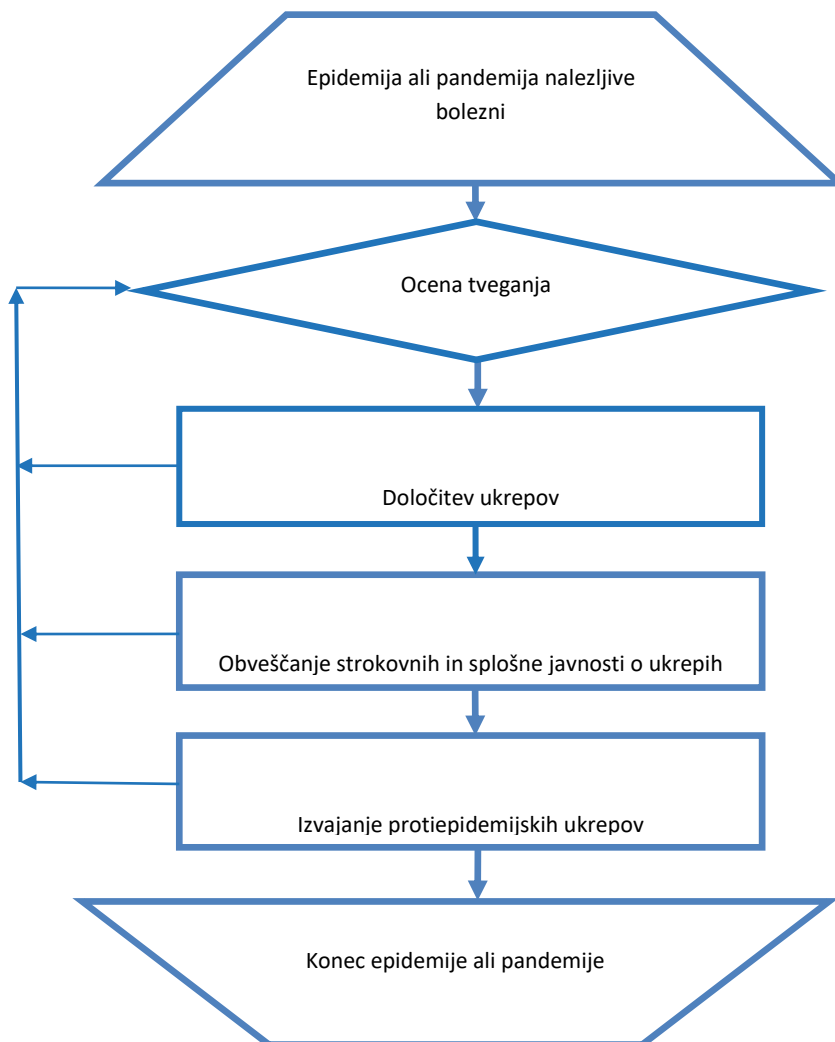 Epidemija ali pandemija nalezljive
bolezni
Ocena tveganja
Določitev ukrepov
Obveščanje strokovnih in splošne javnosti o ukrepih
Izvajanje protiepidemijskih ukrepov
Konec epidemije ali pandemije